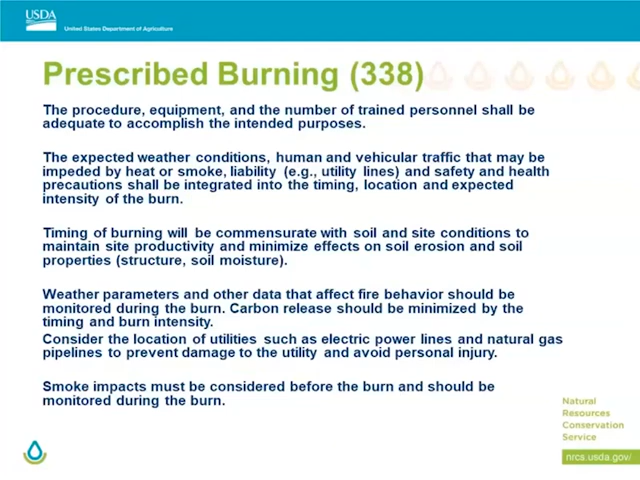 USDA
United States Department of Agriculture
Prescribed Burning (338)
The procedure, equipment, and the number of trained personnel shall be
adequate to accomplish the intended purposes.
The expected weather conditions, human and vehicular traffic that may be
impeded by heat or smoke, liability (e.g., utility lines) and safety and health
precautions shall be integrated into the timing, location and expected
intensity of the burn.
Timing of burning will be commensurate with soil and site conditions to
maintain site productivity and minimize effects on soil erosion and soil
properties (structure, soil moisture).
Weather parameters and other data that affect fire behavior should be
monitored during the burn. Carbon release should be minimized by the
timing and burn intensity.
Consider the location of utilities such as electric power lines and natural gas
pipelines to prevent damage to the utility and avoid personal injury.
Smoke impacts must be considered before the burn and should be
monitored during the burn.
Natural
Resources
Conservation
Service
nrcs.usda.gov/